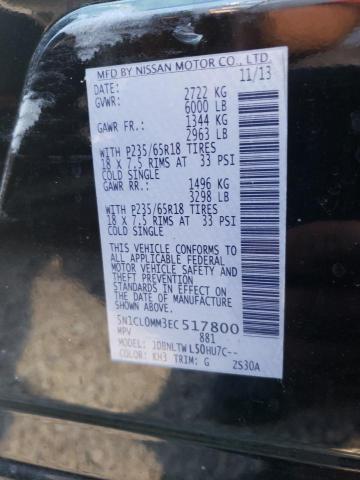 MFD BY NISSAN MOTOR CO., LTD.
DATE: 11/13
GVWR: 2722 KG
6000 LB
GAWR FR.: 1344 KG
2963 LB
WITH P235/65R18 TIRES
18 X 7.5 RIMS AT 33 PSI
COLD SINGLE
GAWR RR: 1496 KG
3298 LB
WITH P235/65R18 TIRES
18 X 7.5 RIMS AT 33 PSI
COLD SINGLE
THIS VEHICLE CONFORMS TO
ALL APPLICABLE FEDERAL
MOTOR VEHICLE SAFETY
STANDARDS IN EFFECT ON
THE DATE OF MANUFACTURE
SHOWN ABOVE.
5N1CL0MM3EC517800
MPV 881
MODEL: JDBNLTWL50HU7C--
COLOR: KH3 TRIM: G ZS30A